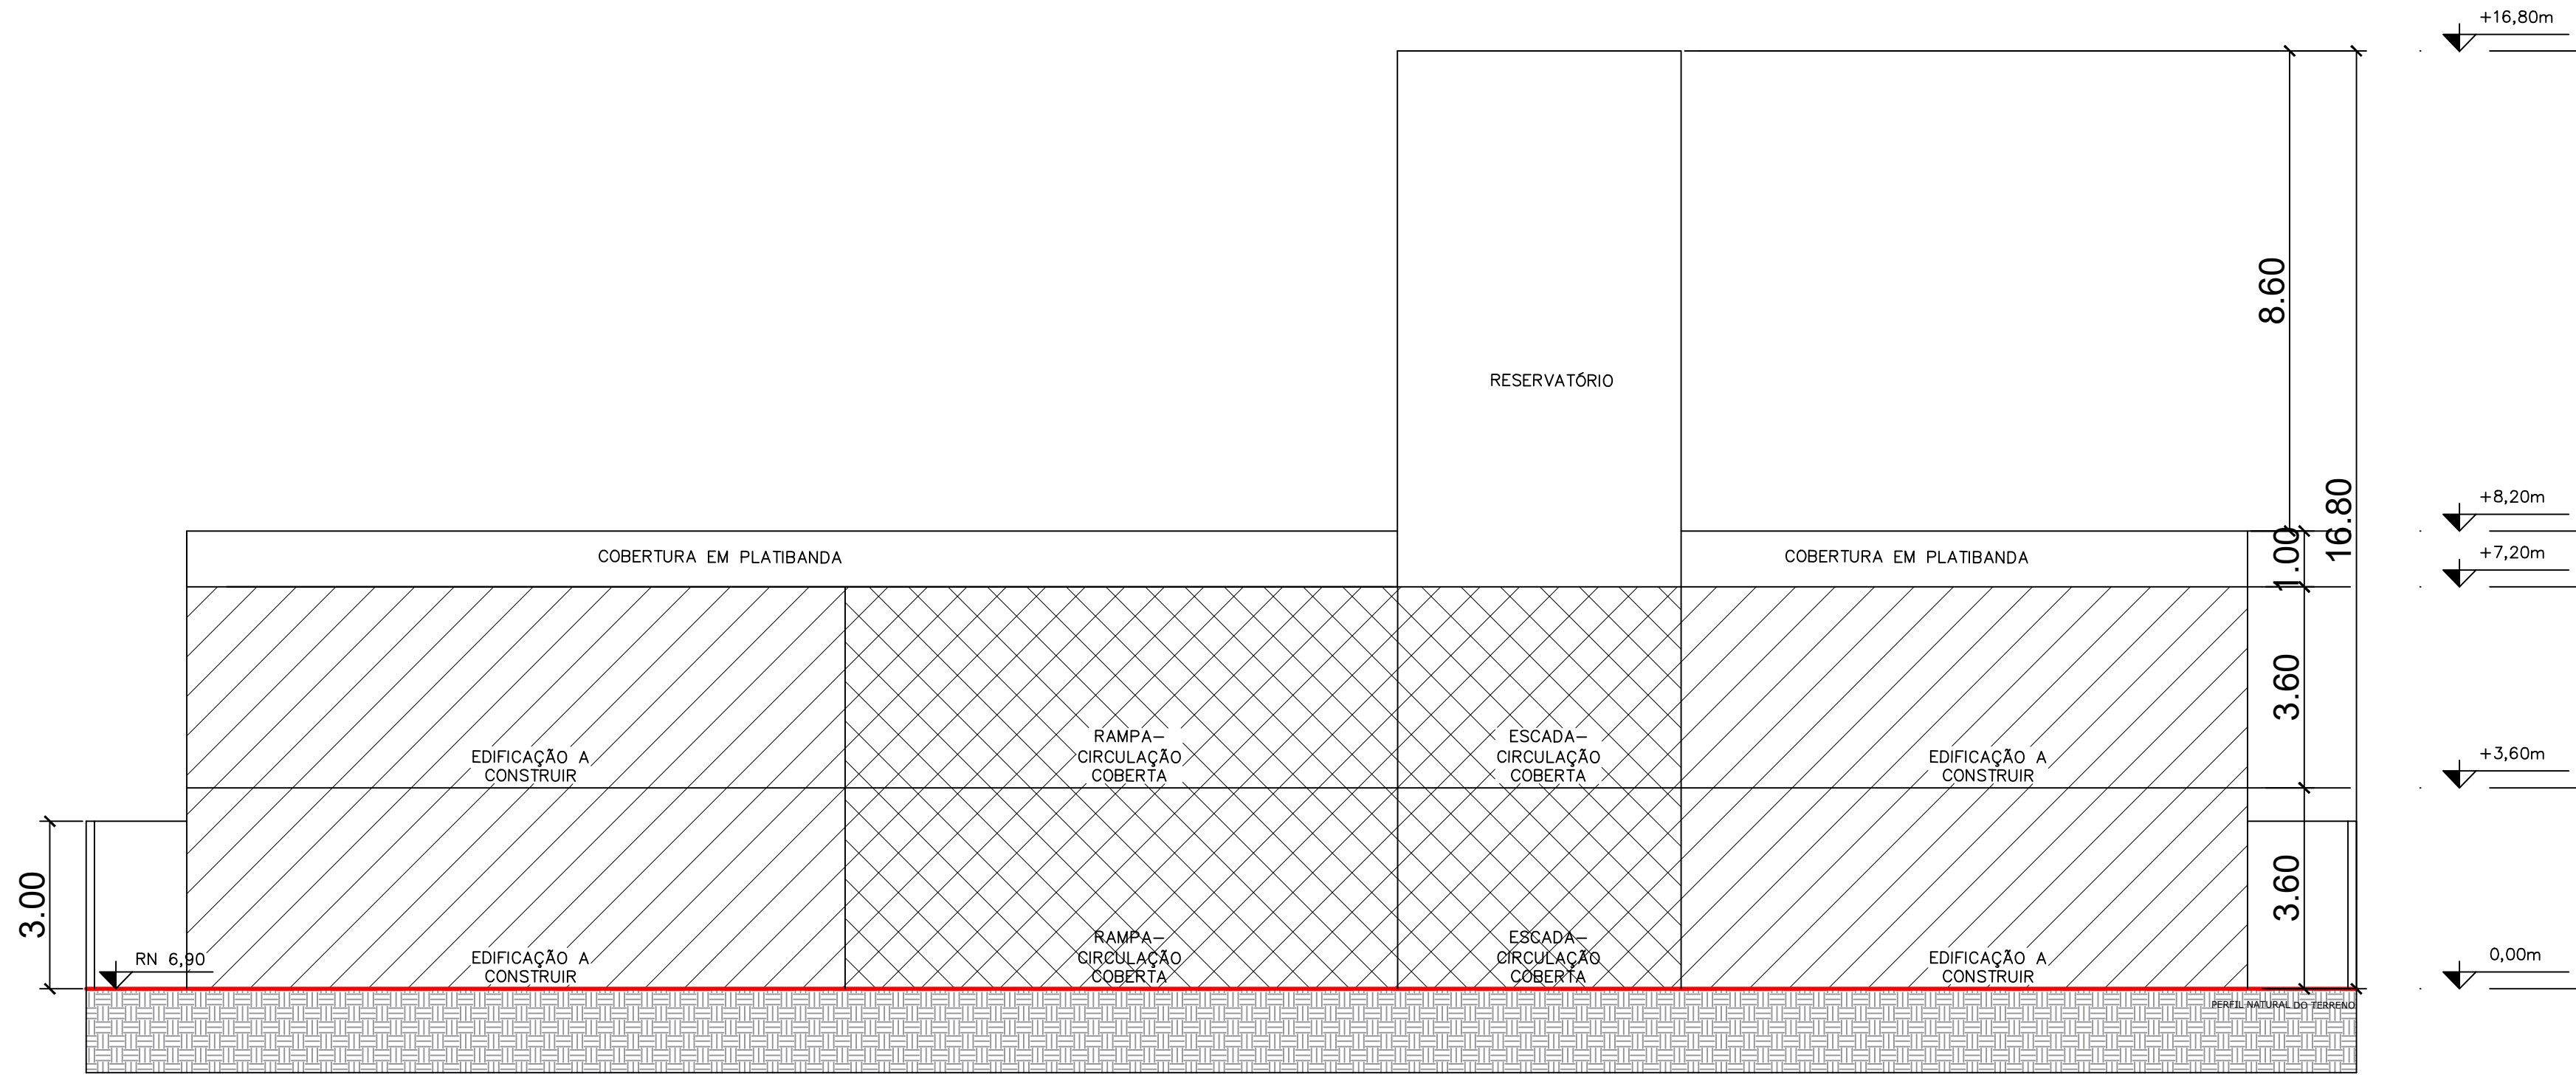 +16,80m
8.60
RESERVATÓRIO
16.80
+8,20m
COBERTURA EM PLATIBANDA
COBERTURA EM PLATIBANDA
1.00
+7,20m
3.60
RAMPA-
CIRCULAÇÃO
COBERTA
ESCADA-
CIRCULAÇÃO
COBERTA
EDIFICAÇÃO A
CONSTRUIR
EDIFICAÇÃO A
CONSTRUIR
+3,60m
3.00
3.60
RN 6,90
EDIFICAÇÃO A
CONSTRUIR
RAMPA-
CIRCULAÇÃO
COBERTA
ESCADA-
CIRCULAÇÃO
COBERTA
EDIFICAÇÃO A
CONSTRUIR
0,00m
PERFIL NATURAL DO TERRENO